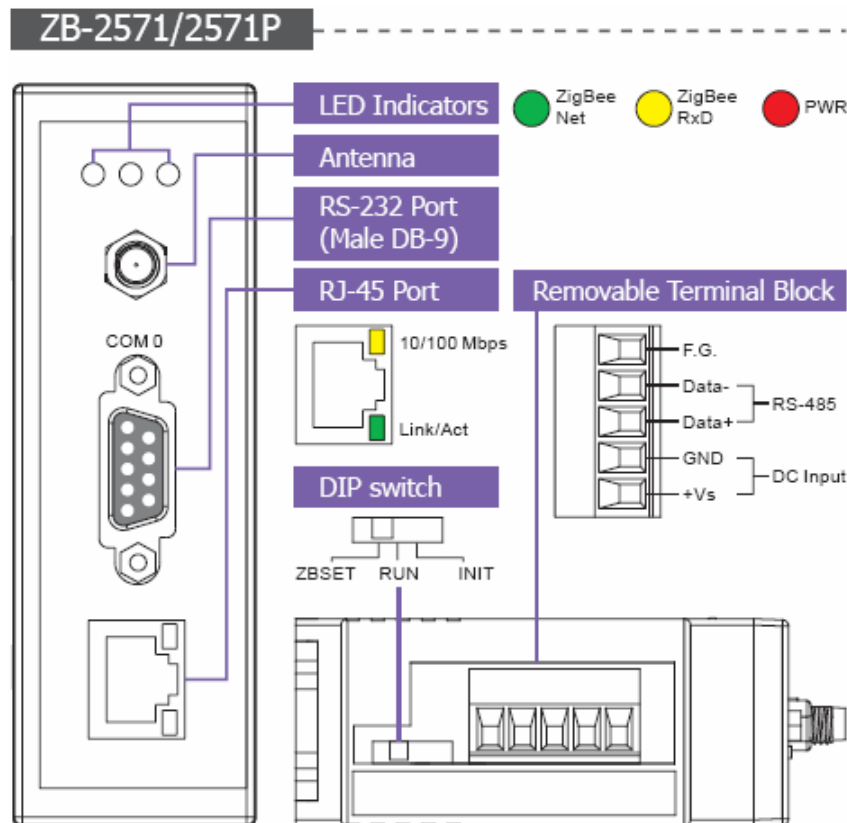 ZB-2571/2571P
LED Indicators
ZigBee
Net
ZigBee
RxD
PWR
Antenna
RS-232 Port
(Male DB-9)
RJ-45 Port
Removable Terminal Block
COM 0
10/100 Mbps
Link/Act
F.G.
Data-
Data+
RS-485
GND
+Vs
DC Input
DIP switch
ZBSET RUN INIT